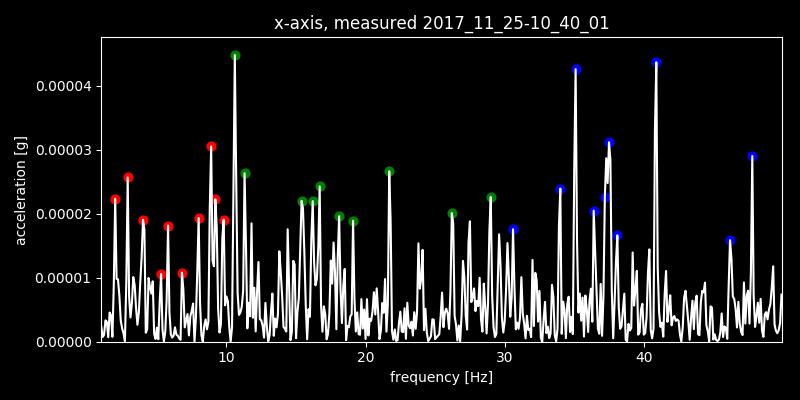 x-axis, measured 2017_11_25-10_40_01
acceleration [g]
0.00004
0.00003
0.00002
0.00001
0.00000
10 20 30 40
frequency [Hz]